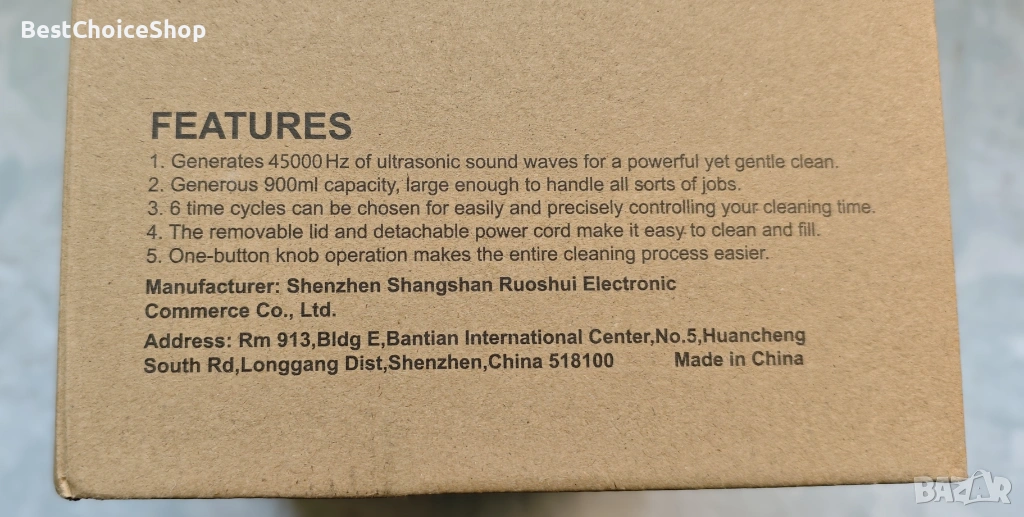 BestChoiceShop
FEATURES
1. Generates 45000 Hz of ultrasonic sound waves for a powerful yet gentle clean.
2. Generous 900ml capacity, large enough to handle all sorts of jobs.
3. 6 time cycles can be chosen for easily and precisely controlling your cleaning time.
4. The removable lid and detachable power cord make it easy to clean and fill.
5. One-button knob operation makes the entire cleaning process easier.
Manufacturer: Shenzhen Shangshan Ruoshui Electronic
Commerce Co., Ltd.
Address: Rm 913,Bldg E,Bantian International Center,No.5,Huancheng
South Rd,Longgang Dist,Shenzhen,China 518100 Made in China
BAZAR